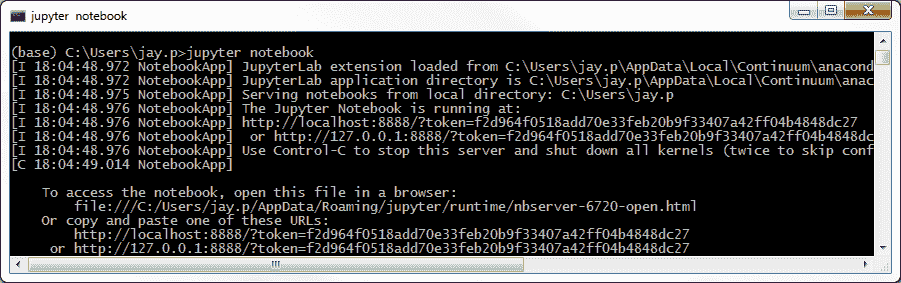 jupyter notebook
(base) C:\Users\jay.p>jupyter notebook
[I 18:04:48.972 NotebookApp] JupyterLab extension loaded from C:\Users\jay.p\AppData\Local\Continuum\anacond
[I 18:04:48.972 NotebookApp] JupyterLab application directory is C:\Users\jay.p\AppData\Local\Continuum\anac
[I 18:04:48.975 NotebookApp] Serving notebooks from local directory: C:\Users\jay.p
[I 18:04:48.976 NotebookApp] The Jupyter Notebook is running at:
[I 18:04:48.976 NotebookApp] http://localhost:8888/?token=f2d964f0518add70e33feb20b9f33407a42ff04b4848dc27
[I 18:04:48.976 NotebookApp]  or http://127.0.0.1:8888/?token=f2d964f0518add70e33feb20b9f33407a42ff04b4848dc
[I 18:04:48.976 NotebookApp] Use Control-C to stop this server and shut down all kernels (twice to skip conf
[C 18:04:49.014 NotebookApp]
To access the notebook, open this file in a browser:
file:///C:/Users/jay.p/AppData/Roaming/jupyter/runtime/nbserver-6720-open.html
Or copy and paste one of these URLs:
http://localhost:8888/?token=f2d964f0518add70e33feb20b9f33407a42ff04b4848dc27
or http://127.0.0.1:8888/?token=f2d964f0518add70e33feb20b9f33407a42ff04b4848dc27